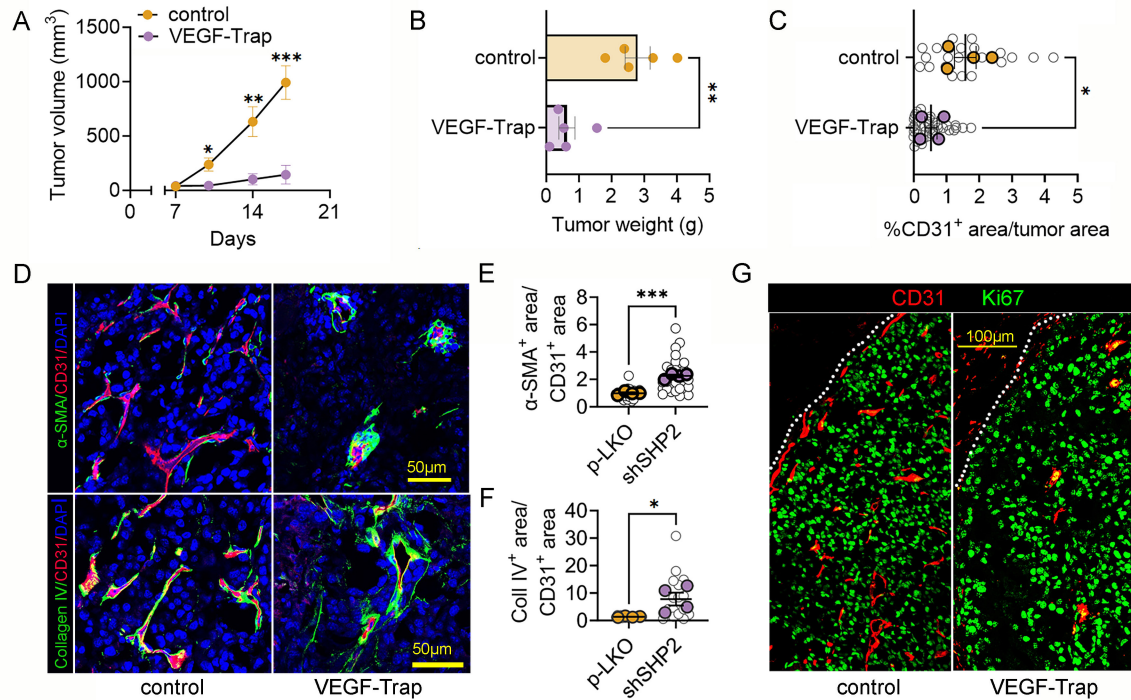 A
control
VEGF-Trap
Tumor volume (mm³)
1500
1000
500
0
*
**
***
0
7
14
21
Days
B
control
VEGF-Trap
**
0
1
2
3
4
5
Tumor weight (g)
C
control
VEGF-Trap
*
0
1
2
3
4
5
%CD31⁺ area/tumor area
D
α-SMA/CD31/DAPI
50µm
Collagen IV/CD31/DAPI
50µm
control
VEGF-Trap
E
α-SMA⁺ area/
CD31⁺ area
8
6
4
2
0
***
p-LKO
shSHP2
F
Coll IV⁺ area/
CD31⁺ area
40
30
20
10
0
*
p-LKO
shSHP2
G
CD31
Ki67
100µm
control
VEGF-Trap